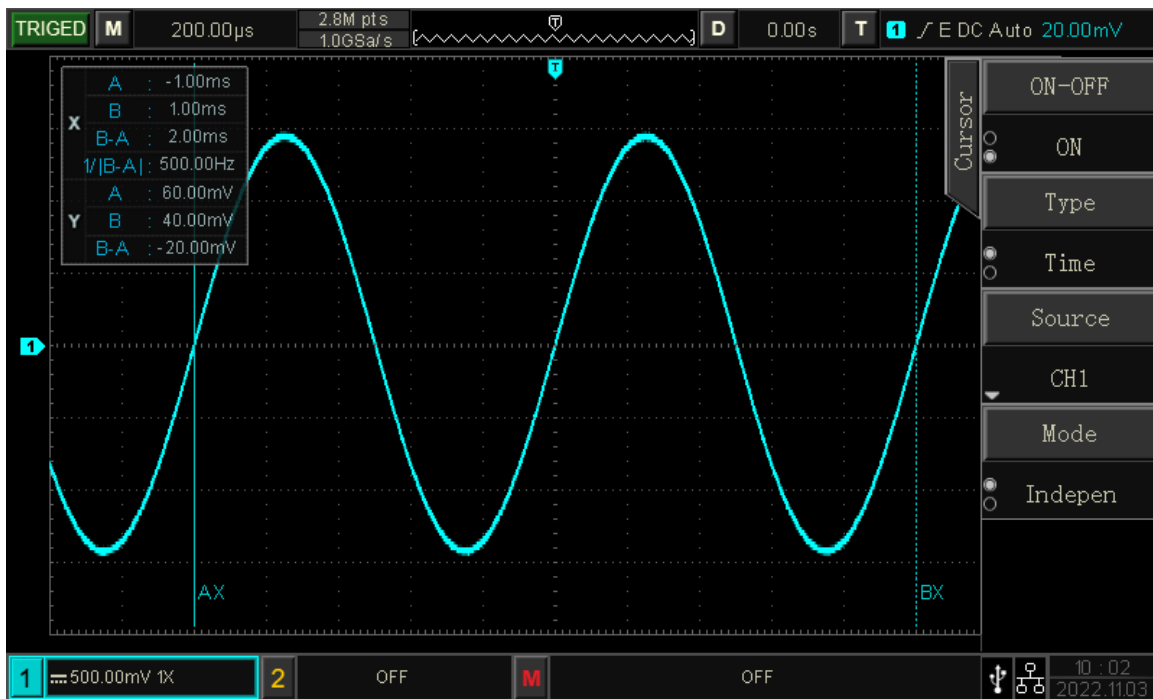 TRIGED M 200.00µs 2.8M pts 1.0GSa/s T D 0.00s T 1 E DC Auto 20.00mV
T
X
A : -1.00ms
B : 1.00ms
B-A : 2.00ms
1/|B-A| : 500.00Hz
Y
A : 60.00mV
B : 40.00mV
B-A : -20.00mV
1
AX
BX
Cursor
ON-OFF
ON
Type
Time
Source
CH1
Mode
Indepen
1 500.00mV 1X 2 OFF M OFF
10 : 02
2022.11.03